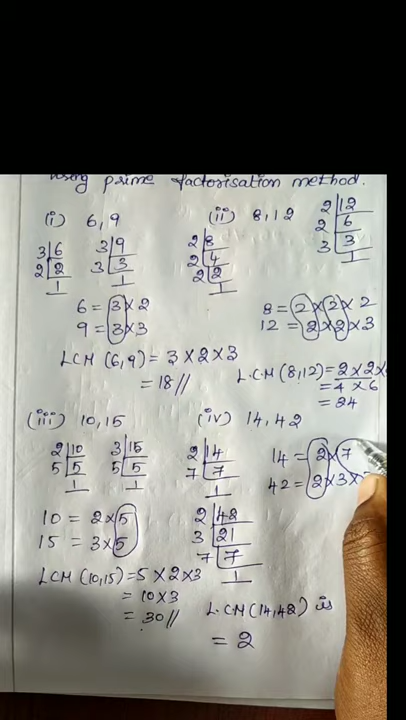 using prime factorisation method.
(i) 6,9
3|6
2|2
1
3|9
3|3
1
6 = 3×2
9 = 3×3
LCM (6,9) = 3×2×3
= 18//
(ii) 8,12
2|8
2|4
2|2
1
2|12
2|6
3|3
1
8 = 2×2×2
12 = 2×2×3
L.C.M (8,12) = 2×2×
= 4×6
= 24
(iii) 10,15
2|10
5|5
1
3|15
5|5
1
10 = 2×5
15 = 3×5
LCM (10,15) = 5×2×3
= 10×3
= 30//
(iv) 14,42
2|14
7|7
1
2|42
3|21
7|7
1
14 = 2×7
42 = 2×3×
L.C.M (14,42) is
= 2